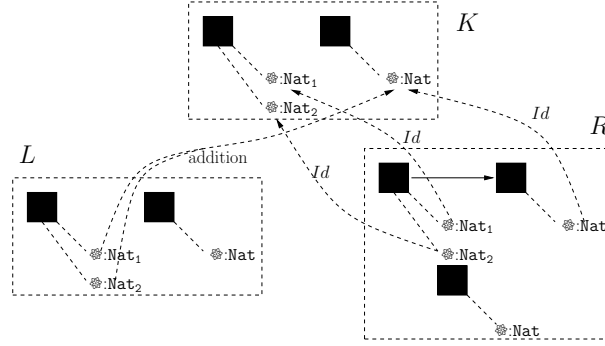 K
:Nat₁
:Nat
:Nat₂
Id
Id
R
L
addition
Id
:Nat₁
:Nat
:Nat₂
:Nat₁
:Nat
:Nat₂
:Nat